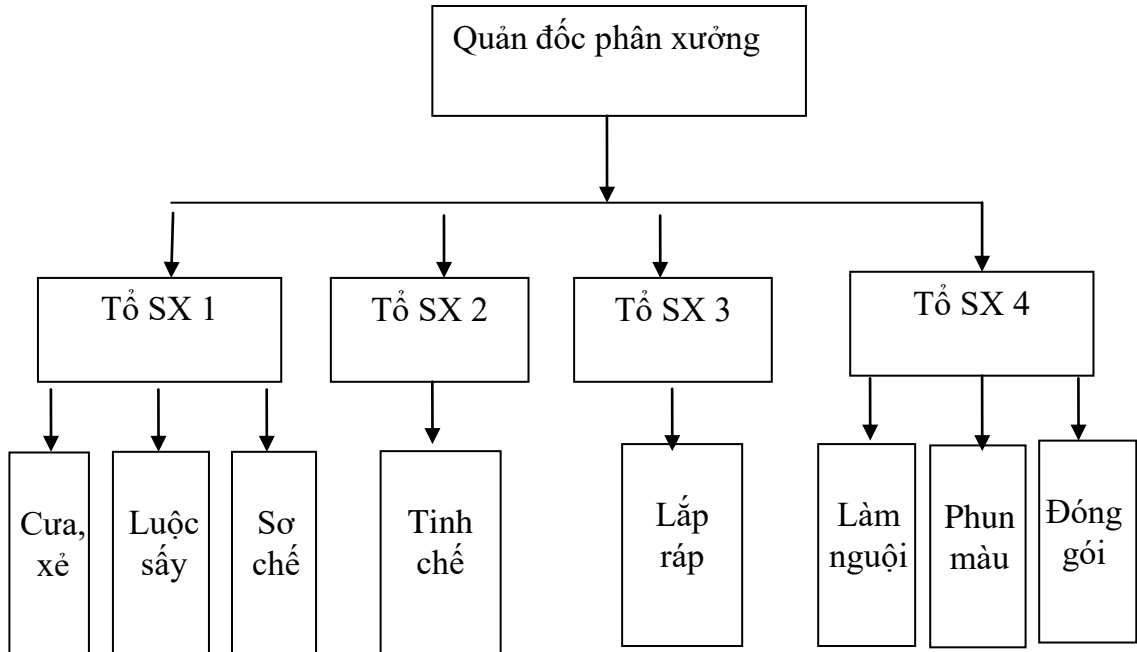 Quản đốc phân xưởng
Tổ SX 1
Tổ SX 2
Tổ SX 3
Tổ SX 4
Cưa,
xẻ
Luộc
sấy
Sơ
chế
Tinh
chế
Lắp
ráp
Làm
nguội
Phun
màu
Đóng
gói